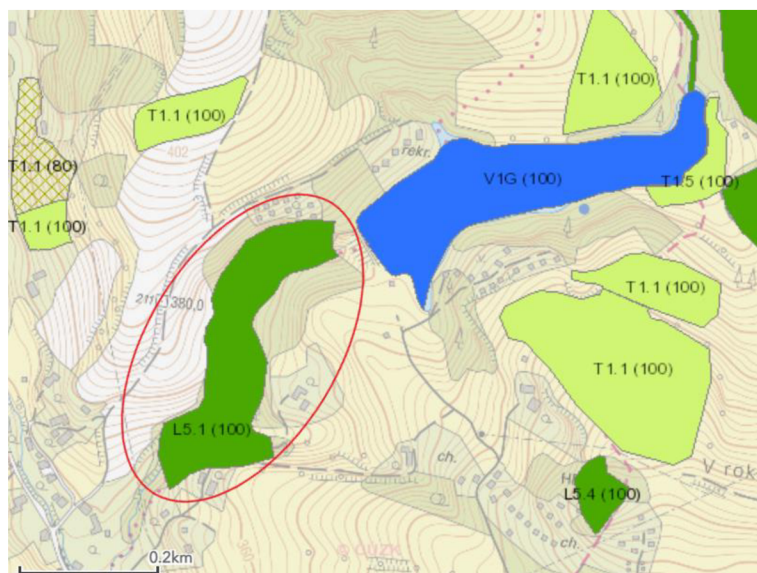 T1.1 (100)
T1.1 (100)
402
rekr.
T1.1 (80)
V1G (100)
T1.5 (100)
T1.1 (100)
T1.1 (100)
1380,0
T1.1 (100)
L5.1 (100)
ch.
V rok
L5.4 (100)
ch.
360
0.2km
© ČÚZK